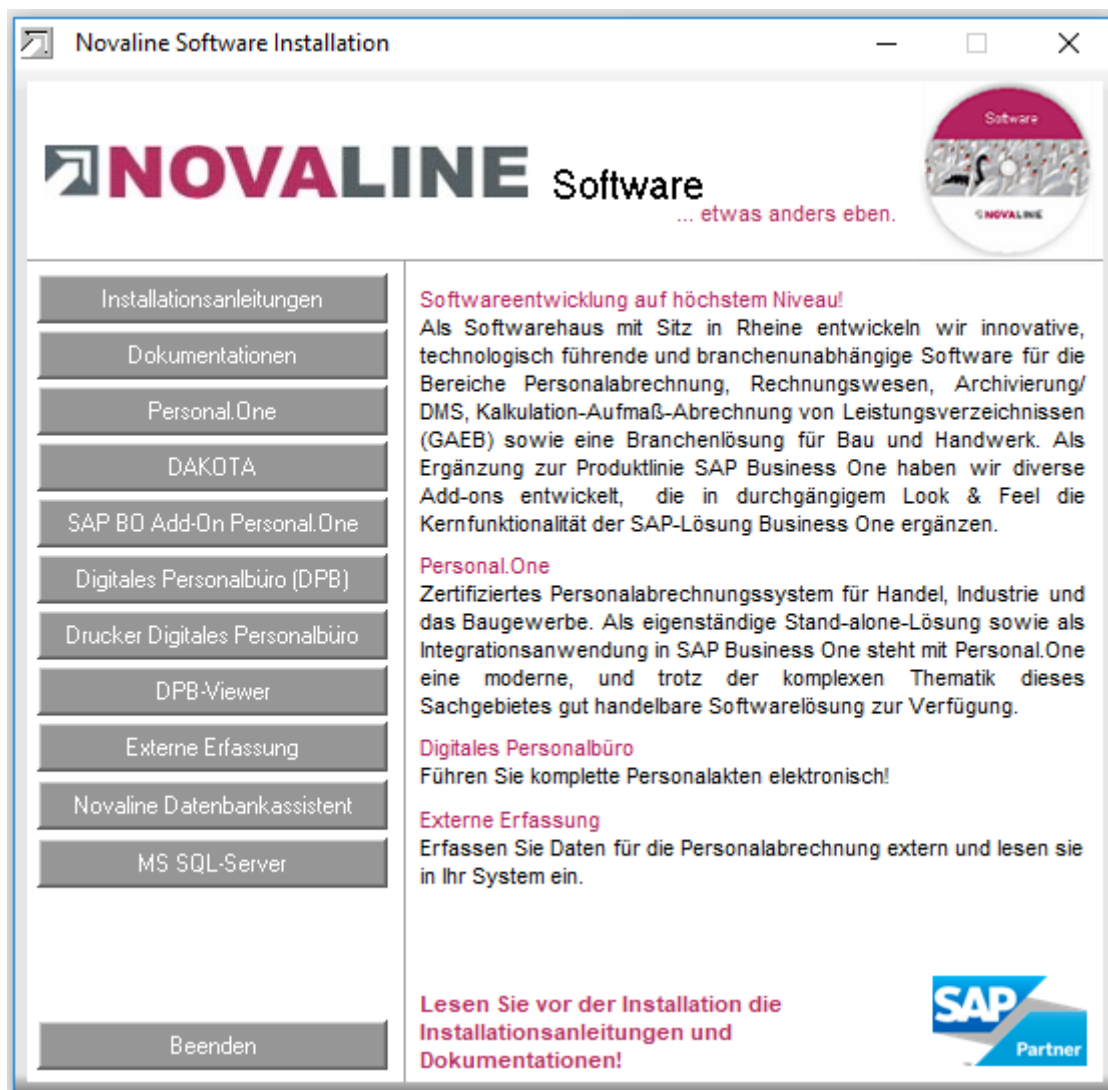 Novaline Software Installation
NOVALINE Software
... etwas anders eben.
Software
NOVALINE
Installationsanleitungen
Dokumentationen
Personal.One
DAKOTA
SAP BO Add-On Personal.One
Digitales Personalbüro (DPB)
Drucker Digitales Personalbüro
DPB-Viewer
Externe Erfassung
Novaline Datenbankassistent
MS SQL-Server
Beenden
Softwareentwicklung auf höchstem Niveau!
Als Softwarehaus mit Sitz in Rheine entwickeln wir innovative,
technologisch führende und branchenunabhängige Software für die
Bereiche Personalabrechnung, Rechnungswesen, Archivierung/
DMS, Kalkulation-Aufmaß-Abrechnung von Leistungsverzeichnissen
(GAEB) sowie eine Branchenlösung für Bau und Handwerk. Als
Ergänzung zur Produktlinie SAP Business One haben wir diverse
Add-ons entwickelt, die in durchgängigem Look & Feel die
Kernfunktionalität der SAP-Lösung Business One ergänzen.
Personal.One
Zertifiziertes Personalabrechnungssystem für Handel, Industrie und
das Baugewerbe. Als eigenständige Stand-alone-Lösung sowie als
Integrationsanwendung in SAP Business One steht mit Personal.One
eine moderne, und trotz der komplexen Thematik dieses
Sachgebietes gut handelbare Softwarelösung zur Verfügung.
Digitales Personalbüro
Führen Sie komplette Personalakten elektronisch!
Externe Erfassung
Erfassen Sie Daten für die Personalabrechnung extern und lesen sie
in Ihr System ein.
Lesen Sie vor der Installation die
Installationsanleitungen und
Dokumentationen!
SAP
Partner